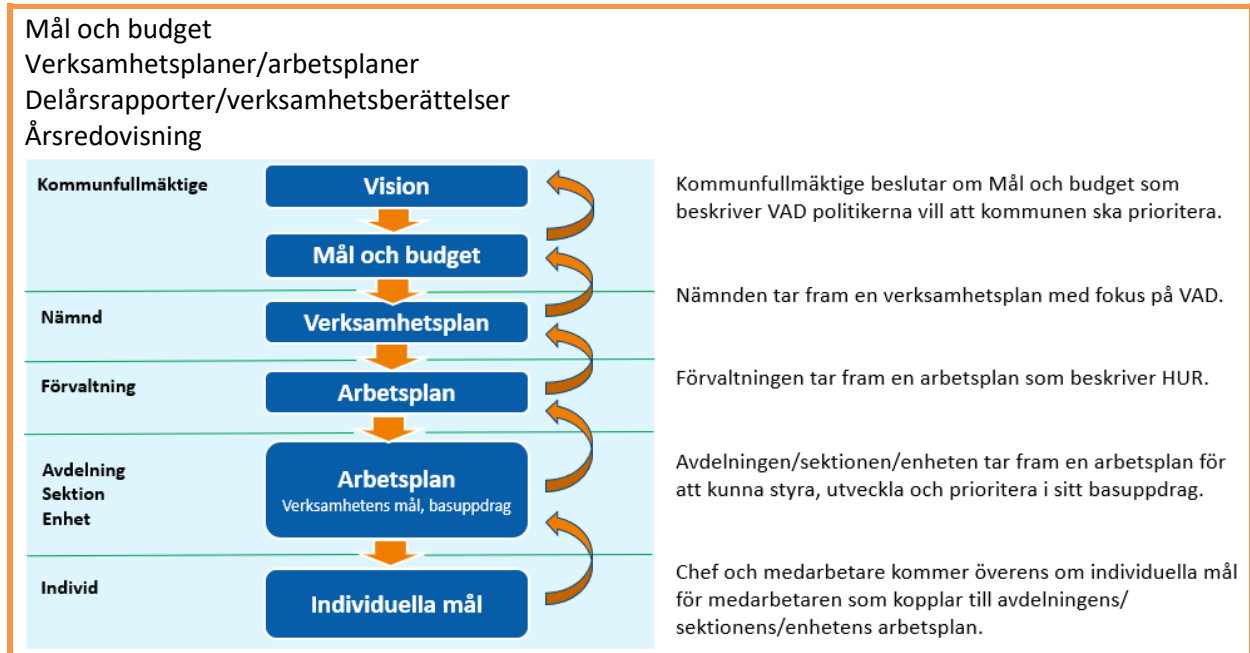 Mål och budget
Verksamhetsplaner/arbetsplaner
Delårsrapporter/verksamhetsberättelser
Årsredovisning
Kommunfullmäktige
Vision
Mål och budget
Kommunfullmäktige beslutar om Mål och budget som
beskriver VAD politikerna vill att kommunen ska prioritera.
Nämnd
Verksamhetsplan
Nämnden tar fram en verksamhetsplan med fokus på VAD.
Förvaltning
Arbetsplan
Förvaltningen tar fram en arbetsplan som beskriver HUR.
Avdelning
Sektion
Enhet
Arbetsplan
Verksamhetens mål, basuppdrag
Avdelningen/sektionen/enheten tar fram en arbetsplan för
att kunna styra, utveckla och prioritera i sitt basuppdrag.
Individ
Individuella mål
Chef och medarbetare kommer överens om individuella mål
för medarbetaren som kopplar till avdelningens/
sektionens/enhetens arbetsplan.